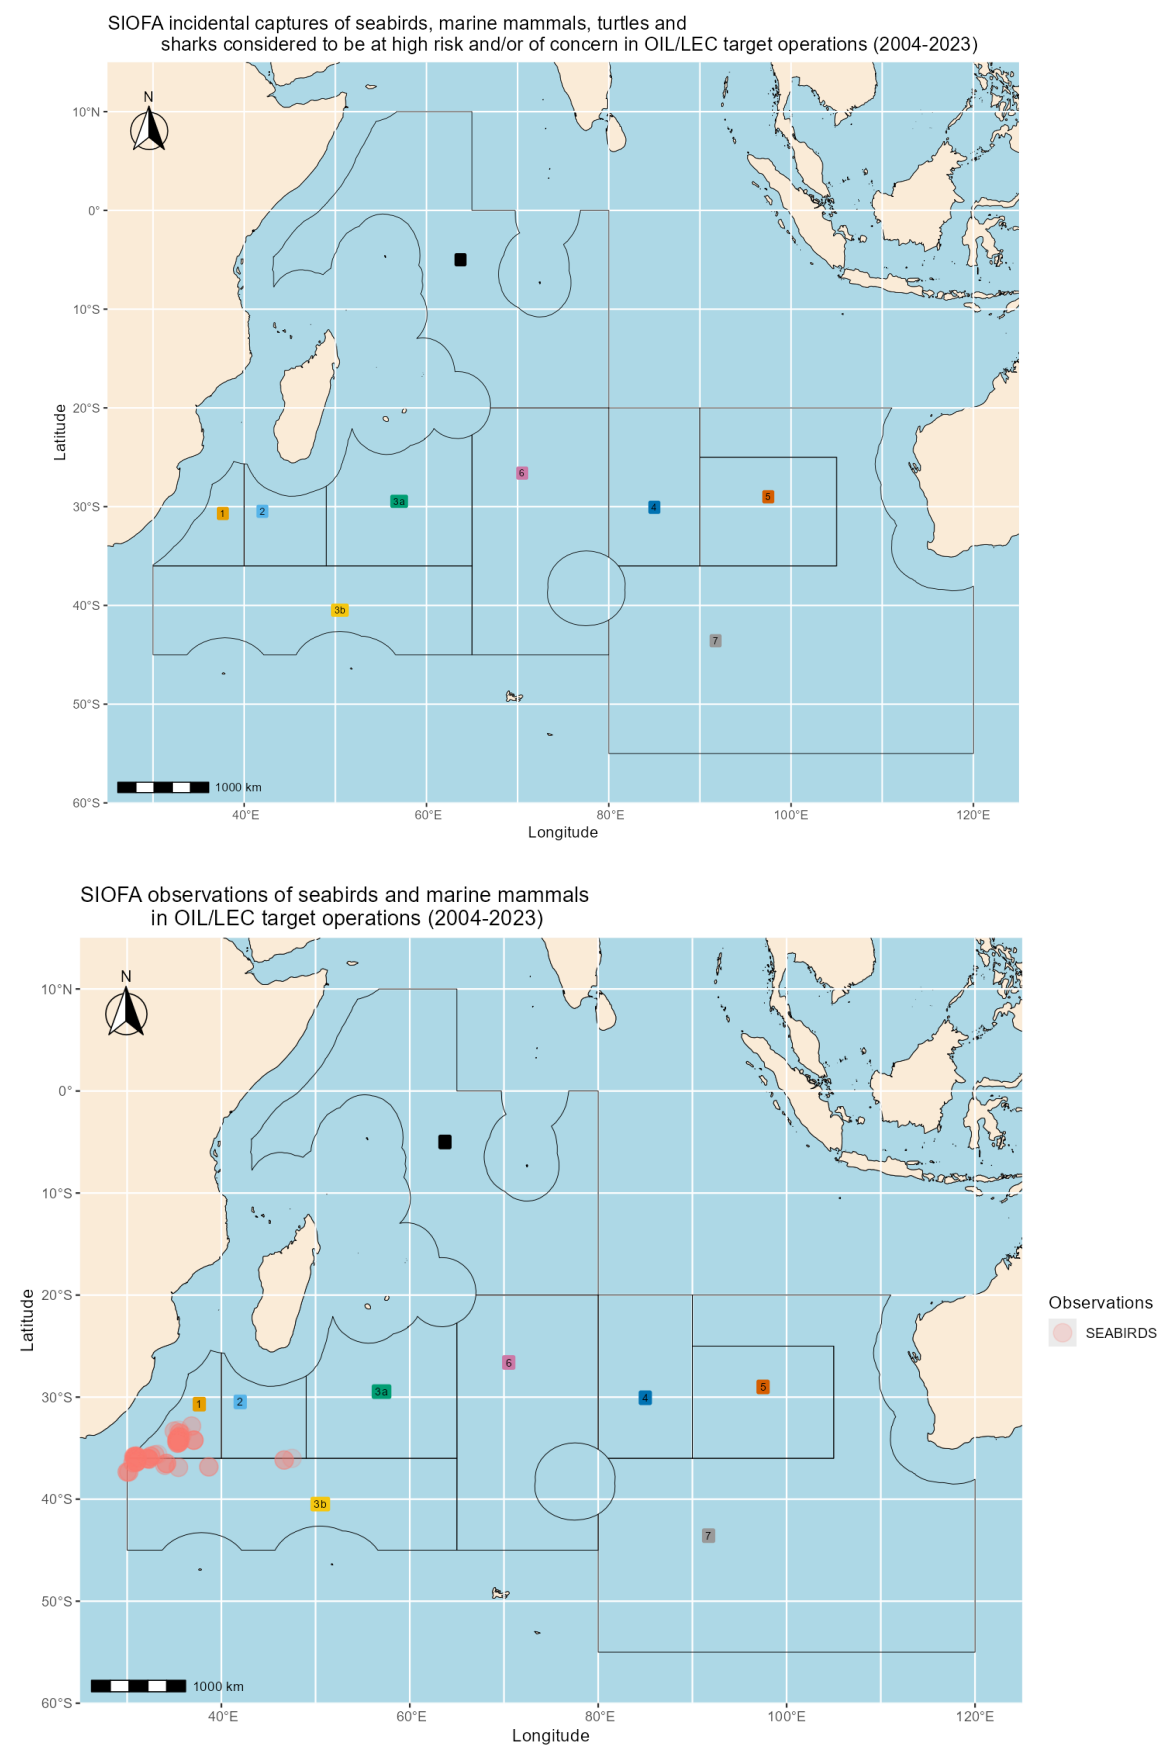 SIOFA incidental captures of seabirds, marine mammals, turtles and
sharks considered to be at high risk and/or of concern in OIL/LEC target operations (2004-2023)
N
10°N
0°
10°S
20°S
30°S
40°S
50°S
60°S
Latitude
6
3a
5
4
1
2
3b
7
1000 km
40°E
60°E
80°E
100°E
120°E
Longitude
SIOFA observations of seabirds and marine mammals
in OIL/LEC target operations (2004-2023)
N
10°N
0°
10°S
20°S
30°S
40°S
50°S
60°S
Latitude
6
5
3a
4
2
1
3b
7
1000 km
40°E
60°E
80°E
100°E
120°E
Longitude
Observations
SEABIRDS